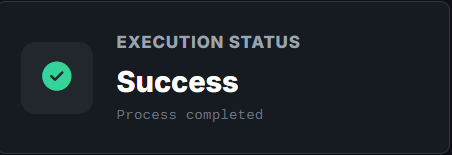 EXECUTION STATUS
Success
Process completed